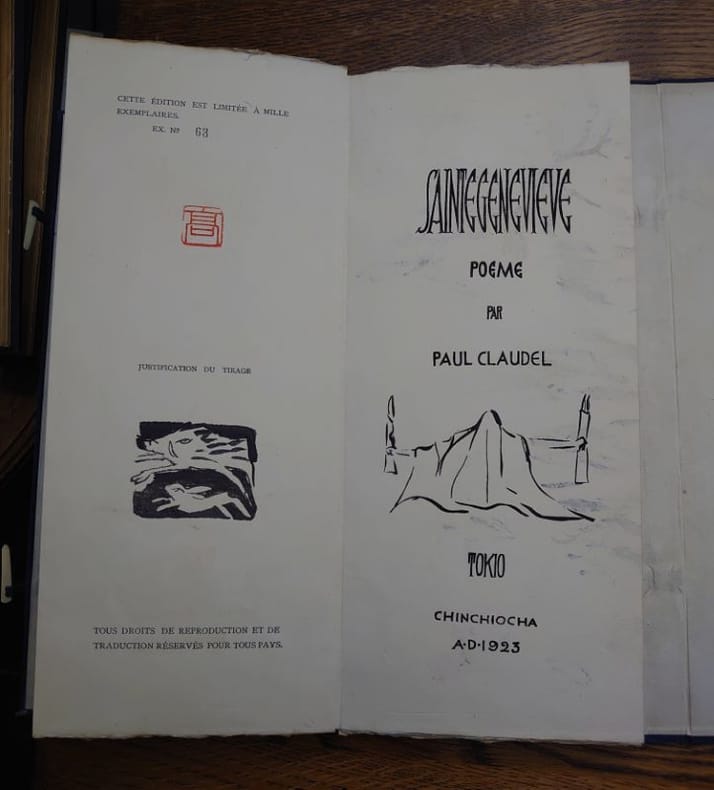 CETTE ÉDITION EST LIMITÉE À MILLE
EXEMPLAIRES.
EX. Nº 63
高
JUSTIFICATION DU TIRAGE
TOUS DROITS DE REPRODUCTION ET DE
TRADUCTION RÉSERVÉS POUR TOUS PAYS.
SAINTEGENEVIEVE
POEME
PAR
PAUL CLAUDEL
TOKIO
CHINCHIOCHA
A·D·1923